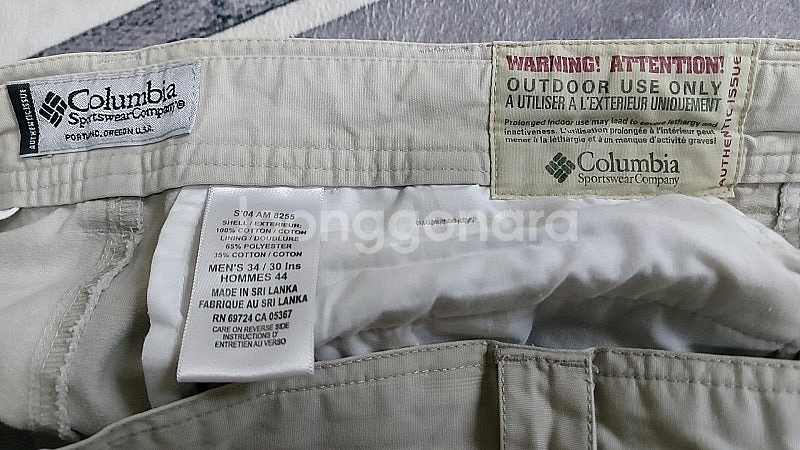 AUTHENTIC ISSUE
Columbia
Sportswear Company®
PORTLAND, OREGON U.S.A.
WARNING! ATTENTION!
OUTDOOR USE ONLY
A UTILISER A L'EXTERIEUR UNIQUEMENT
Prolonged indoor use may lead to severe lethargy and
inactiveness. L'utilisation prolongée à l'intérieur peut
mener à la léthargie et à un manque d'activité graves!
Columbia
Sportswear Company
AUTHENTIC ISSUE
S'04 AM 8255
SHELL / EXTERIEUR:
100% COTTON / COTON
LINING / DOUBLURE
65% POLYESTER
35% COTTON / COTON
MEN'S 34 / 30 Ins
HOMMES 44
MADE IN SRI LANKA
FABRIQUE AU SRI LANKA
RN 69724 CA 05367
CARE ON REVERSE SIDE
INSTRUCTIONS D'
ENTRETIEN AU VERSO